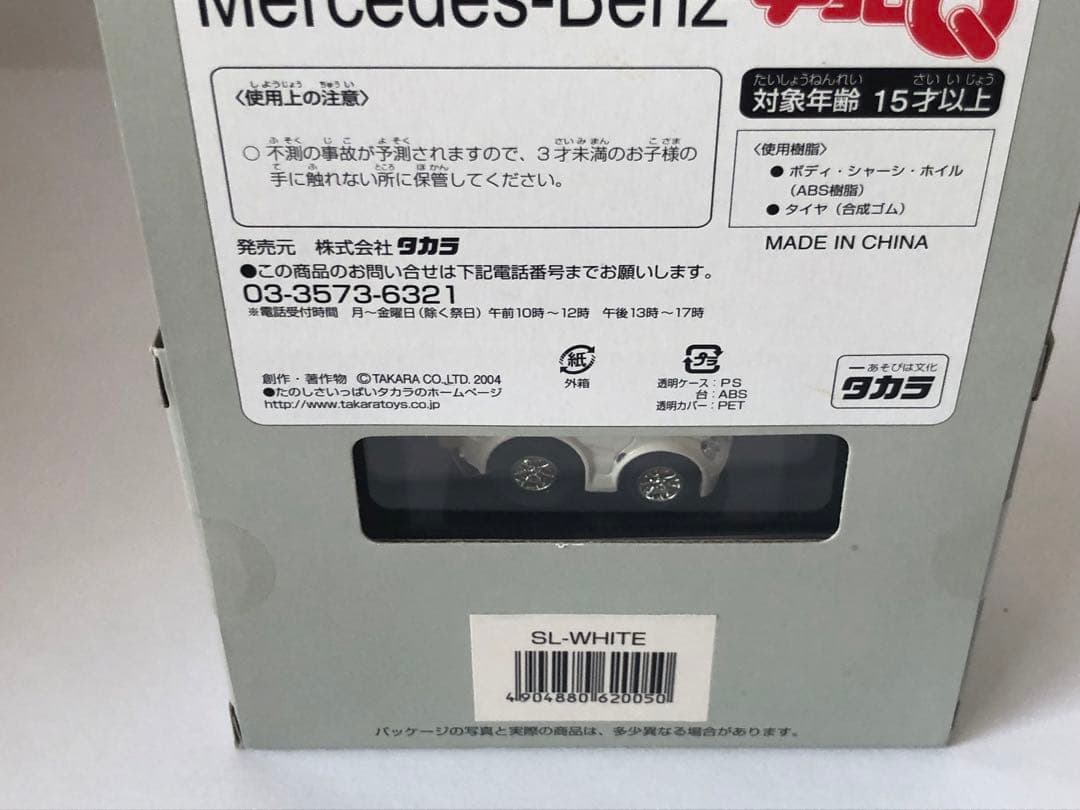 Mercedes-Benz チョロQ
しようじょう ちゅうい
〈使用上の注意〉
ふそく じこ よそく さいみまん こさま
○ 不測の事故が予測されますので、3才未満のお子様の
て ふ ところ ほかん
手に触れない所に保管してください。
たいしょうねんれい さいいじょう
対象年齢 15才以上
〈使用樹脂〉
● ボディ・シャーシ・ホイル
(ABS樹脂)
● タイヤ(合成ゴム)
MADE IN CHINA
発売元 株式会社 タカラ
●この商品のお問い合せは下記電話番号までお願いします。
03-3573-6321
※電話受付時間 月〜金曜日(除く祭日) 午前10時〜12時 午後13時〜17時
紙
外箱
プラ
透明ケース:PS
台:ABS
透明カバー:PET
創作・著作物 ©TAKARA CO.,LTD. 2004
●たのしさいっぱいタカラのホームページ
http://www.takaratoys.co.jp
あそびは文化
タカラ
SL-WHITE
4904880620050
パッケージの写真と実際の商品は、多少異なる場合があります。